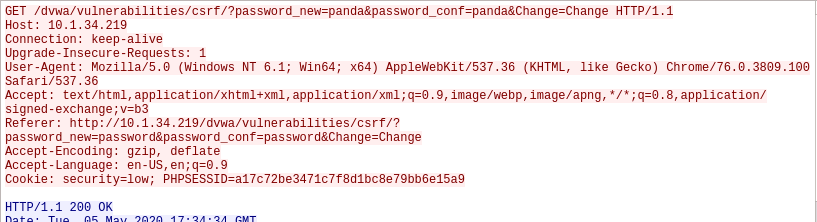 GET /dvwa/vulnerabilities/csrf/?password_new=panda&password_conf=panda&Change=Change HTTP/1.1
Host: 10.1.34.219
Connection: keep-alive
Upgrade-Insecure-Requests: 1
User-Agent: Mozilla/5.0 (Windows NT 6.1; Win64; x64) AppleWebKit/537.36 (KHTML, like Gecko) Chrome/76.0.3809.100
Safari/537.36
Accept: text/html,application/xhtml+xml,application/xml;q=0.9,image/webp,image/apng,*/*;q=0.8,application/
signed-exchange;v=b3
Referer: http://10.1.34.219/dvwa/vulnerabilities/csrf/?
password_new=password&password_conf=password&Change=Change
Accept-Encoding: gzip, deflate
Accept-Language: en-US,en;q=0.9
Cookie: security=low; PHPSESSID=a17c72be3471c7f8d1bc8e79bb6e15a9
HTTP/1.1 200 OK
Date: Tue, 05 May 2020 17:34:34 GMT